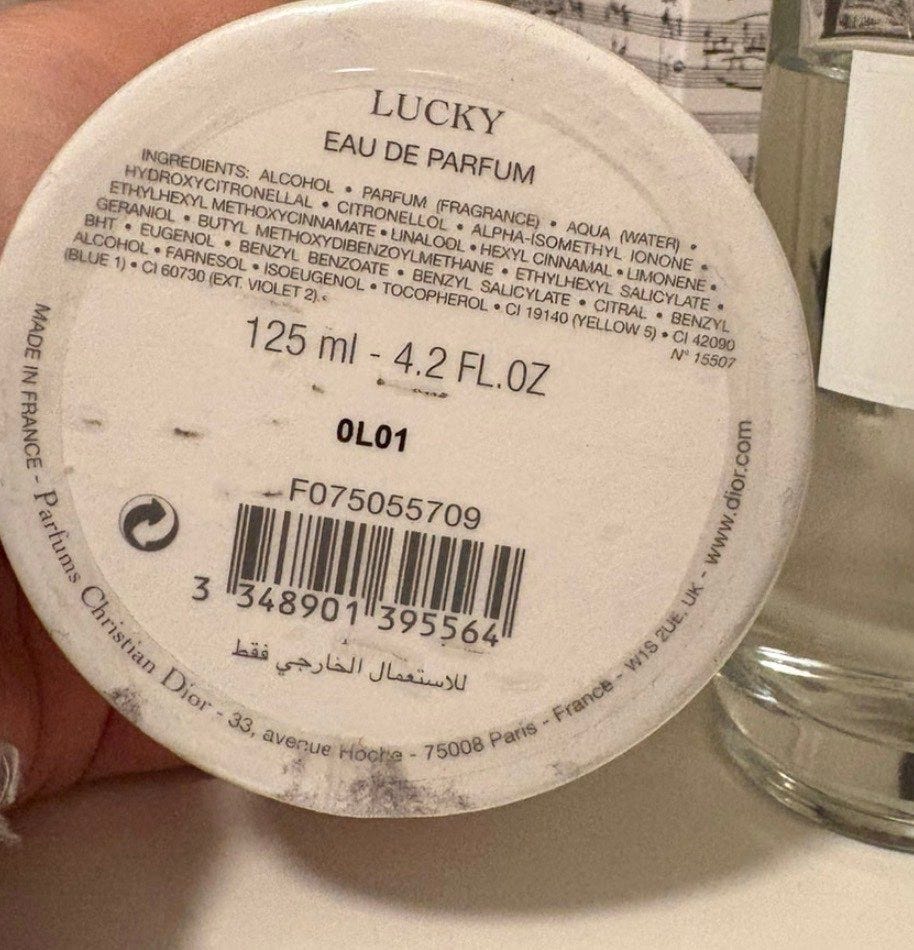 LUCKY
EAU DE PARFUM
INGREDIENTS: ALCOHOL • PARFUM (FRAGRANCE) • AQUA (WATER) •
HYDROXYCITRONELLAL • CITRONELLOL • ALPHA-ISOMETHYL IONONE •
ETHYLHEXYL METHOXYCINNAMATE • LINALOOL • HEXYL CINNAMAL • LIMONENE •
GERANIOL • BUTYL METHOXYDIBENZOYLMETHANE • ETHYLHEXYL SALICYLATE •
BHT • EUGENOL • BENZYL BENZOATE • BENZYL SALICYLATE • CITRAL • BENZYL
ALCOHOL • FARNESOL • ISOEUGENOL • TOCOPHEROL • CI 19140 (YELLOW 5) • CI 42090
(BLUE 1) • CI 60730 (EXT. VIOLET 2).
N° 15507
125 ml - 4.2 FL.OZ
0L01
F075055709
3 348901 395564
للاستعمال الخارجي فقط
MADE IN FRANCE - Parfums Christian Dior - 33, avenue Hoche - 75008 Paris - France - W1S 2UE. UK - www.dior.com